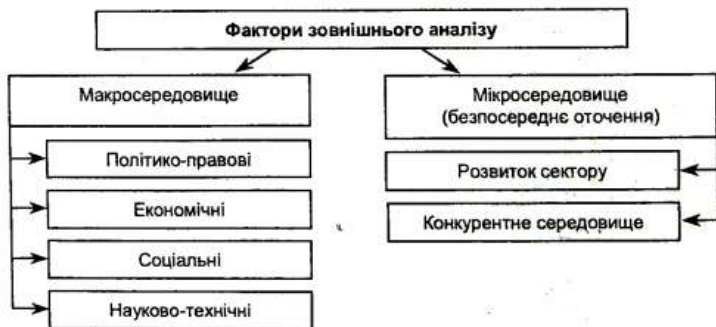 Фактори зовнішнього аналізу
Макросередовище
Політико-правові
Економічні
Соціальні
Науково-технічні
Мікросередовище
(безпосереднє оточення)
Розвиток сектору
Конкурентне середовище